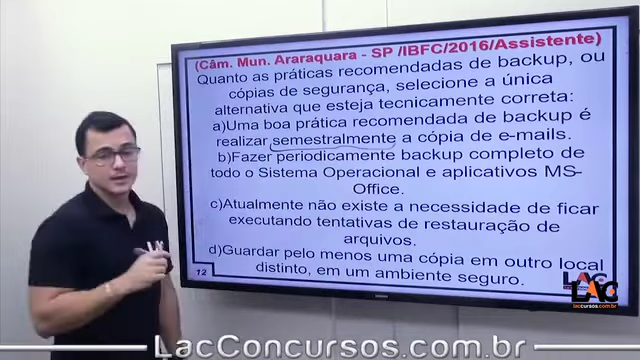 (Câm. Mun. Araraquara - SP /IBFC/2016/Assistente)
Quanto as práticas recomendadas de backup, ou
cópias de segurança, selecione a única
alternativa que esteja tecnicamente correta:
a)Uma boa prática recomendada de backup é
realizar semestralmente a cópia de e-mails.
b)Fazer periodicamente backup completo de
todo o Sistema Operacional e aplicativos MS-
Office.
c)Atualmente não existe a necessidade de ficar
executando tentativas de restauração de
arquivos.
d)Guardar pelo menos uma cópia em outro local
distinto, em um ambiente seguro.
12
LAC
LAC
laccursos.com.br
LacConcursos.com.br